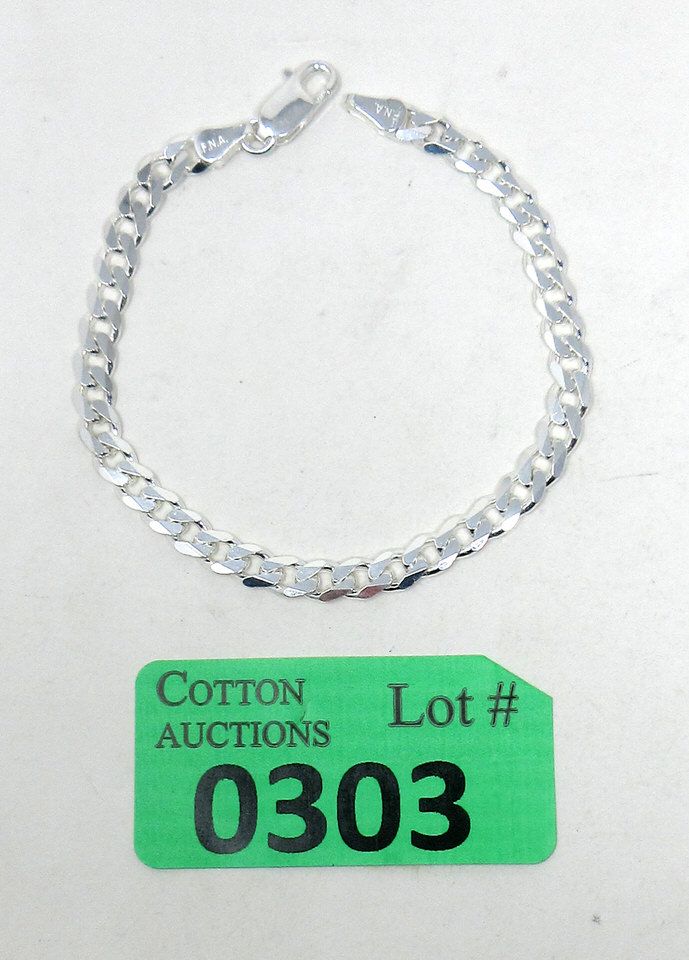 F.N.A.
F.N.A.
COTTON
AUCTIONS
Lot #
0303